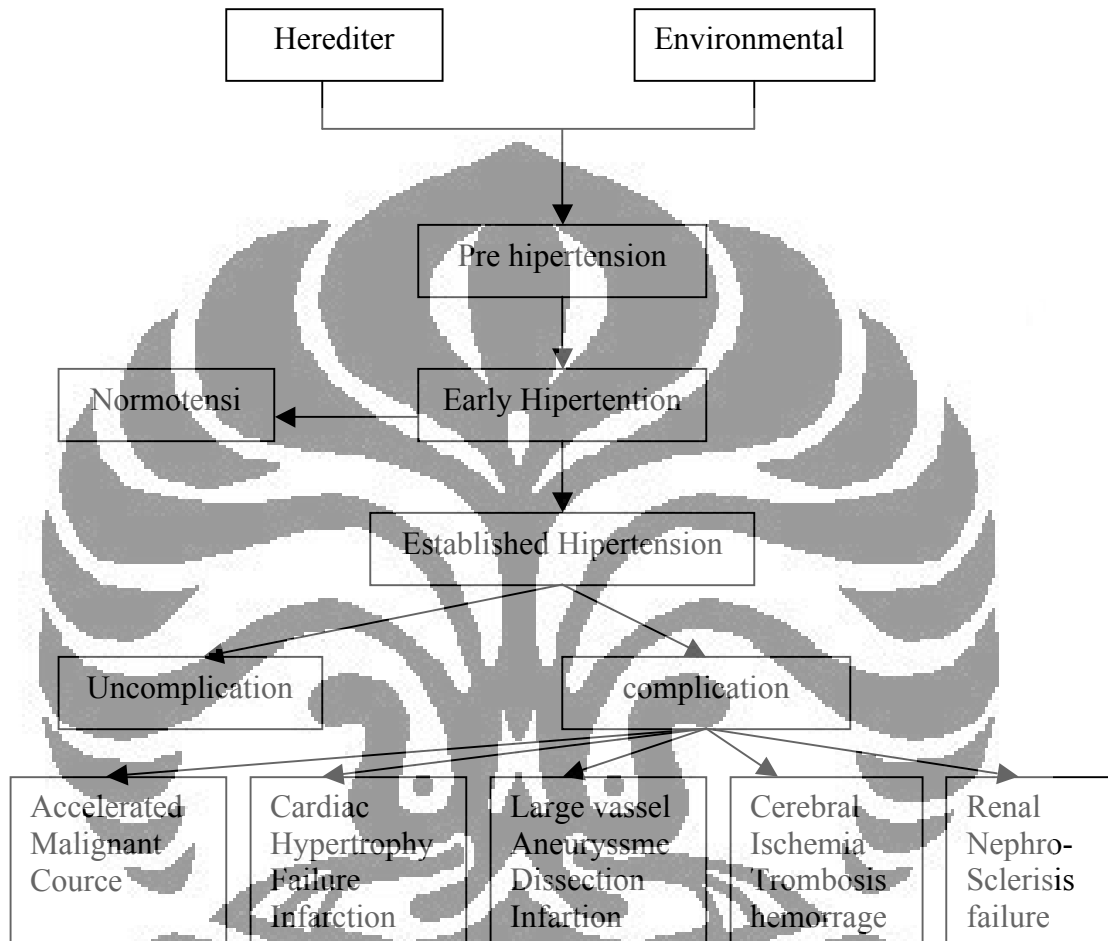 Herediter
Environmental
Pre hipertension
Normotensi
Early Hipertention
Established Hipertension
Uncomplication
complication
Accelerated
Malignant
Cource
Cardiac
Hypertrophy
Failure
Infarction
Large vassel
Aneuryssme
Dissection
Infartion
Cerebral
Ischemia
Trombosis
hemorrage
Renal
Nephro-
Sclerisis
failure